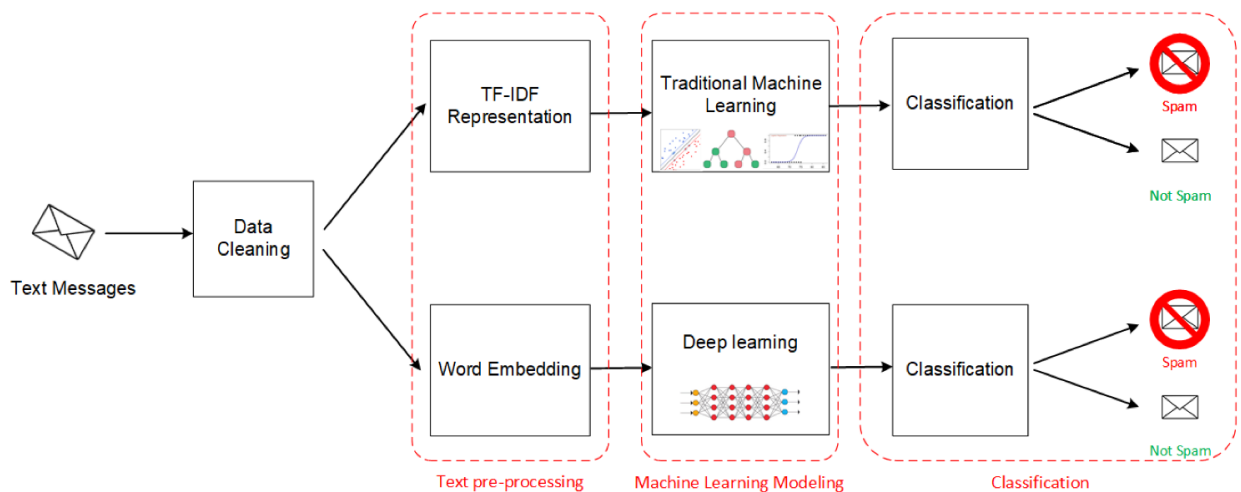 TF-IDF
Representation
Traditional Machine
Learning
Classification
Spam
Not Spam
Data
Cleaning
Text Messages
Word Embedding
Deep learning
Classification
Spam
Not Spam
Text pre-processing
Machine Learning Modeling
Classification